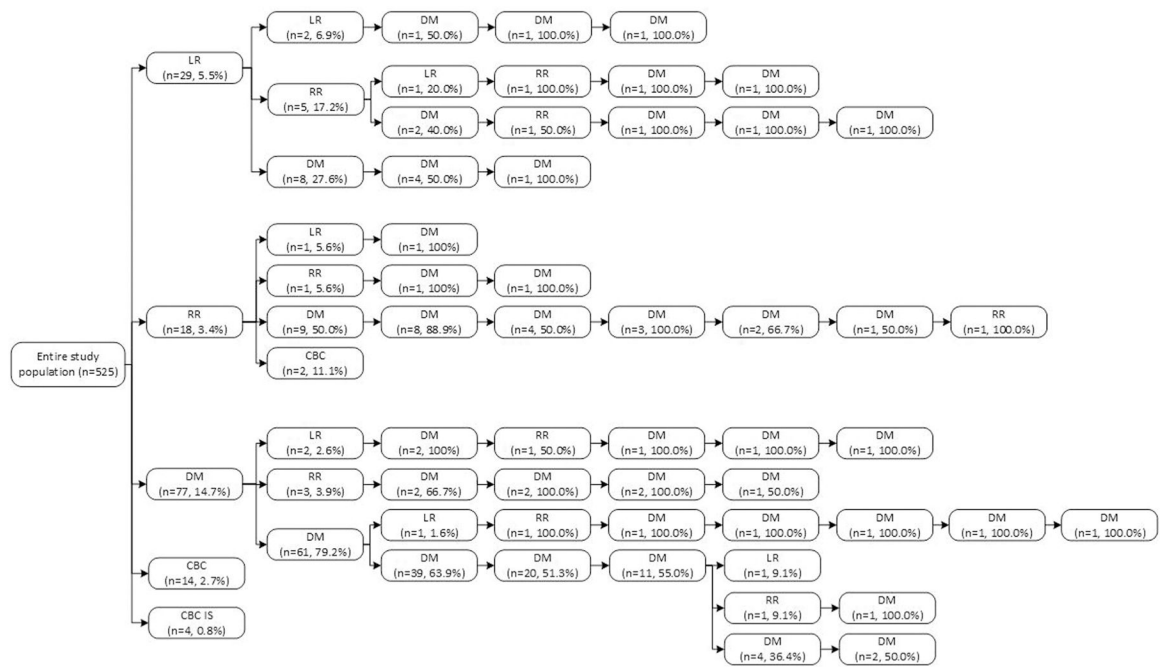 LR
(n=2, 6.9%)
DM
(n=1, 50.0%)
DM
(n=1, 100.0%)
DM
(n=1, 100.0%)
LR
(n=29, 5.5%)
RR
(n=5, 17.2%)
LR
(n=1, 20.0%)
RR
(n=1, 100.0%)
DM
(n=1, 100.0%)
DM
(n=1, 100.0%)
DM
(n=2, 40.0%)
RR
(n=1, 50.0%)
DM
(n=1, 100.0%)
DM
(n=1, 100.0%)
DM
(n=1, 100.0%)
DM
(n=8, 27.6%)
DM
(n=4, 50.0%)
DM
(n=1, 100.0%)
LR
(n=1, 5.6%)
DM
(n=1, 100%)
RR
(n=1, 5.6%)
DM
(n=1, 100%)
DM
(n=1, 100.0%)
RR
(n=18, 3.4%)
DM
(n=9, 50.0%)
DM
(n=8, 88.9%)
DM
(n=4, 50.0%)
DM
(n=3, 100.0%)
DM
(n=2, 66.7%)
DM
(n=1, 50.0%)
RR
(n=1, 100.0%)
CBC
(n=2, 11.1%)
Entire study
population (n=525)
LR
(n=2, 2.6%)
DM
(n=2, 100%)
RR
(n=1, 50.0%)
DM
(n=1, 100.0%)
DM
(n=1, 100.0%)
DM
(n=1, 100.0%)
DM
(n=77, 14.7%)
RR
(n=3, 3.9%)
DM
(n=2, 66.7%)
DM
(n=2, 100.0%)
DM
(n=2, 100.0%)
DM
(n=1, 50.0%)
DM
(n=61, 79.2%)
LR
(n=1, 1.6%)
RR
(n=1, 100.0%)
DM
(n=1, 100.0%)
DM
(n=1, 100.0%)
DM
(n=1, 100.0%)
DM
(n=1, 100.0%)
DM
(n=1, 100.0%)
DM
(n=39, 63.9%)
DM
(n=20, 51.3%)
DM
(n=11, 55.0%)
LR
(n=1, 9.1%)
RR
(n=1, 9.1%)
DM
(n=1, 100.0%)
DM
(n=4, 36.4%)
DM
(n=2, 50.0%)
CBC
(n=14, 2.7%)
CBC IS
(n=4, 0.8%)